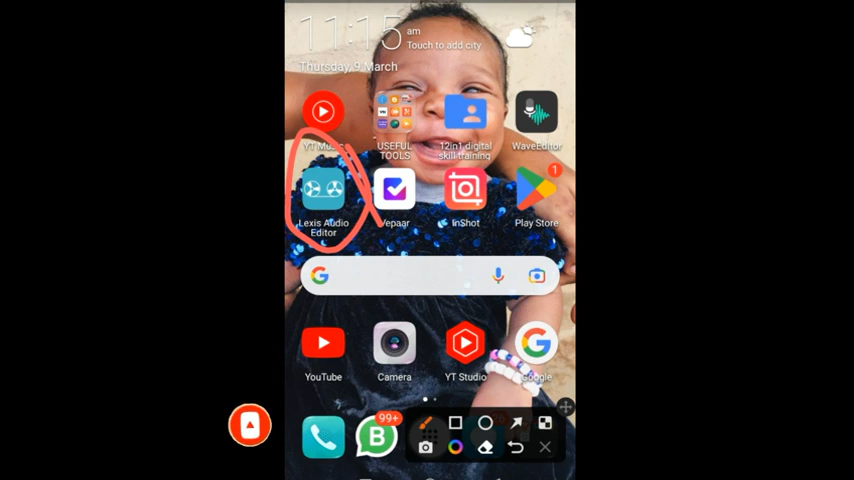 11:15 am
Touch to add city
Thursday, 9 March
YT Music
USEFUL TOOLS
12in1 digital skill training
WaveEditor
Lexis Audio Editor
Vepaar
InShot
1
Play Store
YouTube
Camera
YT Studio
Google
99+
B